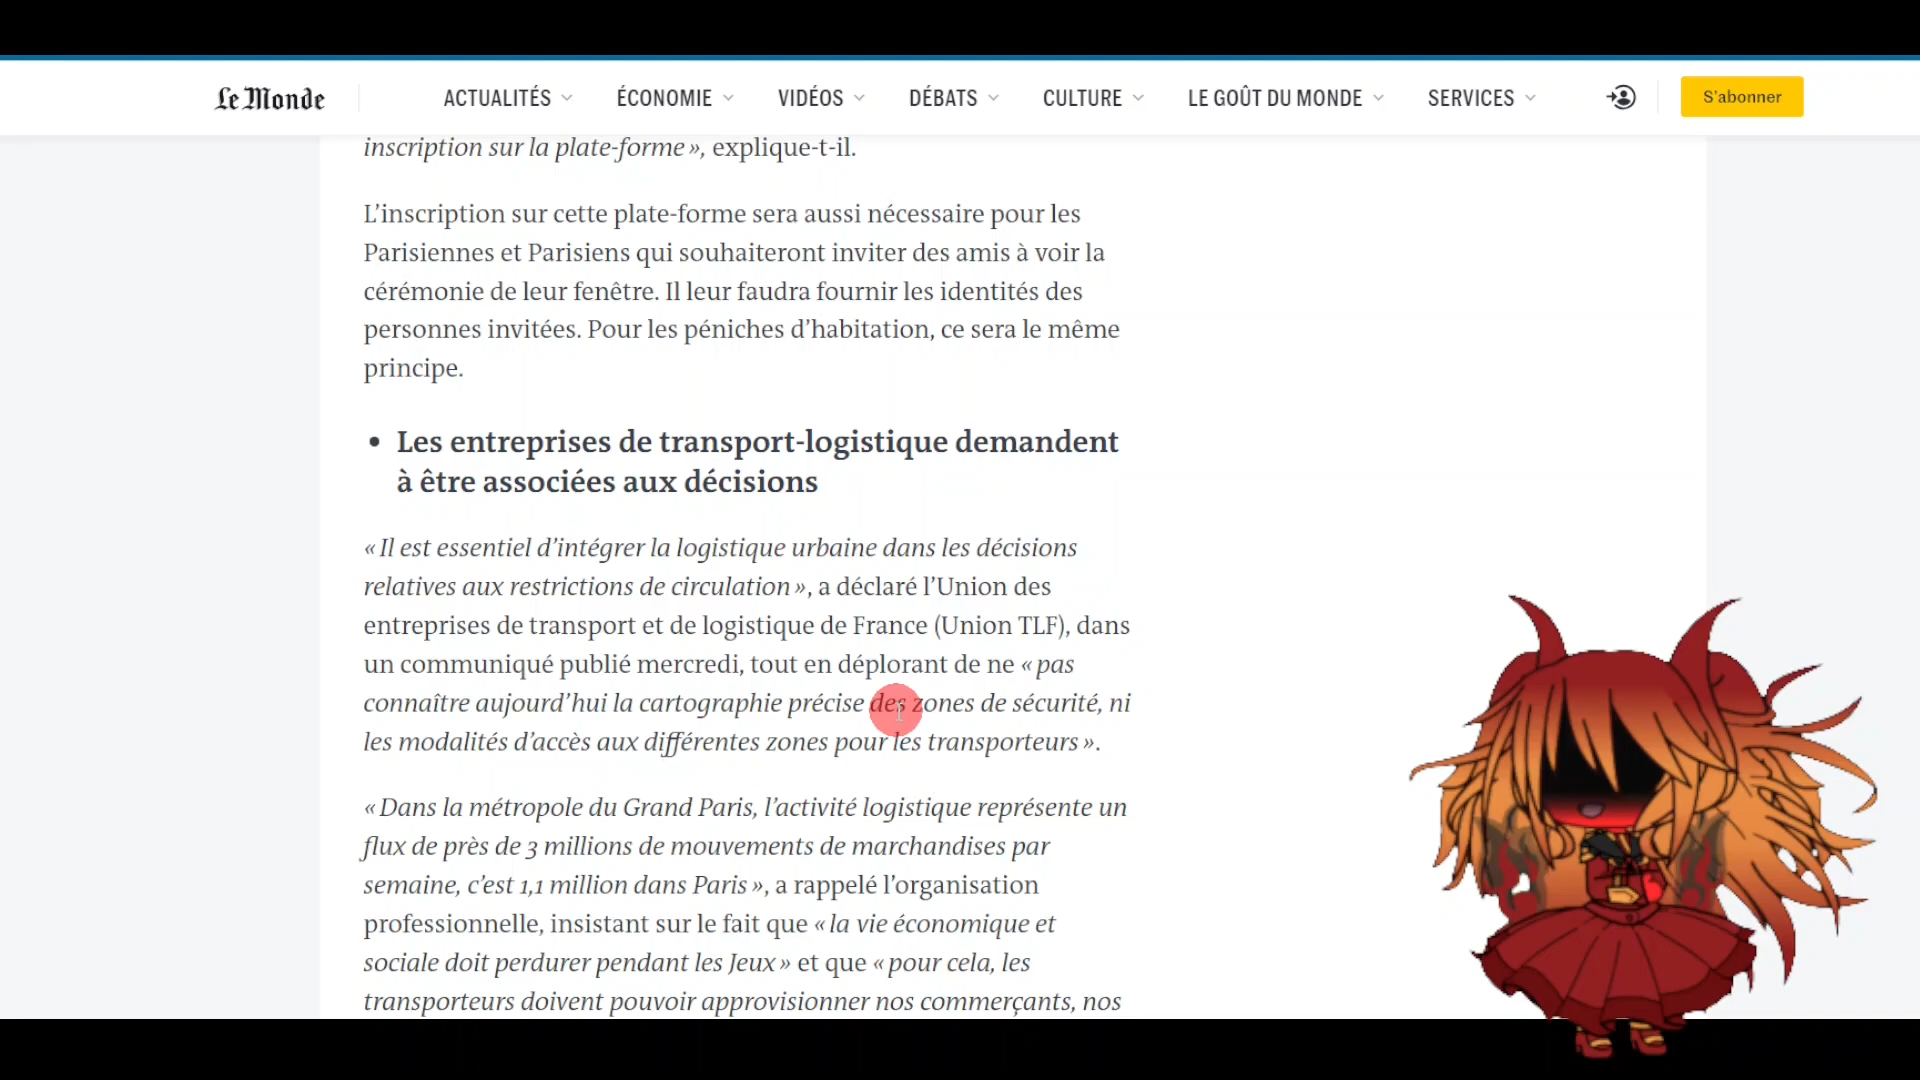 Le Monde
ACTUALITÉS
ÉCONOMIE
VIDÉOS
DÉBATS
CULTURE
LE GOÛT DU MONDE
SERVICES
S'abonner
inscription sur la plate-forme », explique-t-il.
L’inscription sur cette plate-forme sera aussi nécessaire pour les
Parisiennes et Parisiens qui souhaiteront inviter des amis à voir la
cérémonie de leur fenêtre. Il leur faudra fournir les identités des
personnes invitées. Pour les péniches d’habitation, ce sera le même
principe.
• Les entreprises de transport-logistique demandent
à être associées aux décisions
« Il est essentiel d’intégrer la logistique urbaine dans les décisions
relatives aux restrictions de circulation », a déclaré l’Union des
entreprises de transport et de logistique de France (Union TLF), dans
un communiqué publié mercredi, tout en déplorant de ne « pas
connaître aujourd’hui la cartographie précise des zones de sécurité, ni
les modalités d’accès aux différentes zones pour les transporteurs ».
« Dans la métropole du Grand Paris, l’activité logistique représente un
flux de près de 3 millions de mouvements de marchandises par
semaine, c’est 1,1 million dans Paris », a rappelé l’organisation
professionnelle, insistant sur le fait que « la vie économique et
sociale doit perdurer pendant les Jeux » et que « pour cela, les
transporteurs doivent pouvoir approvisionner nos commerçants, nos